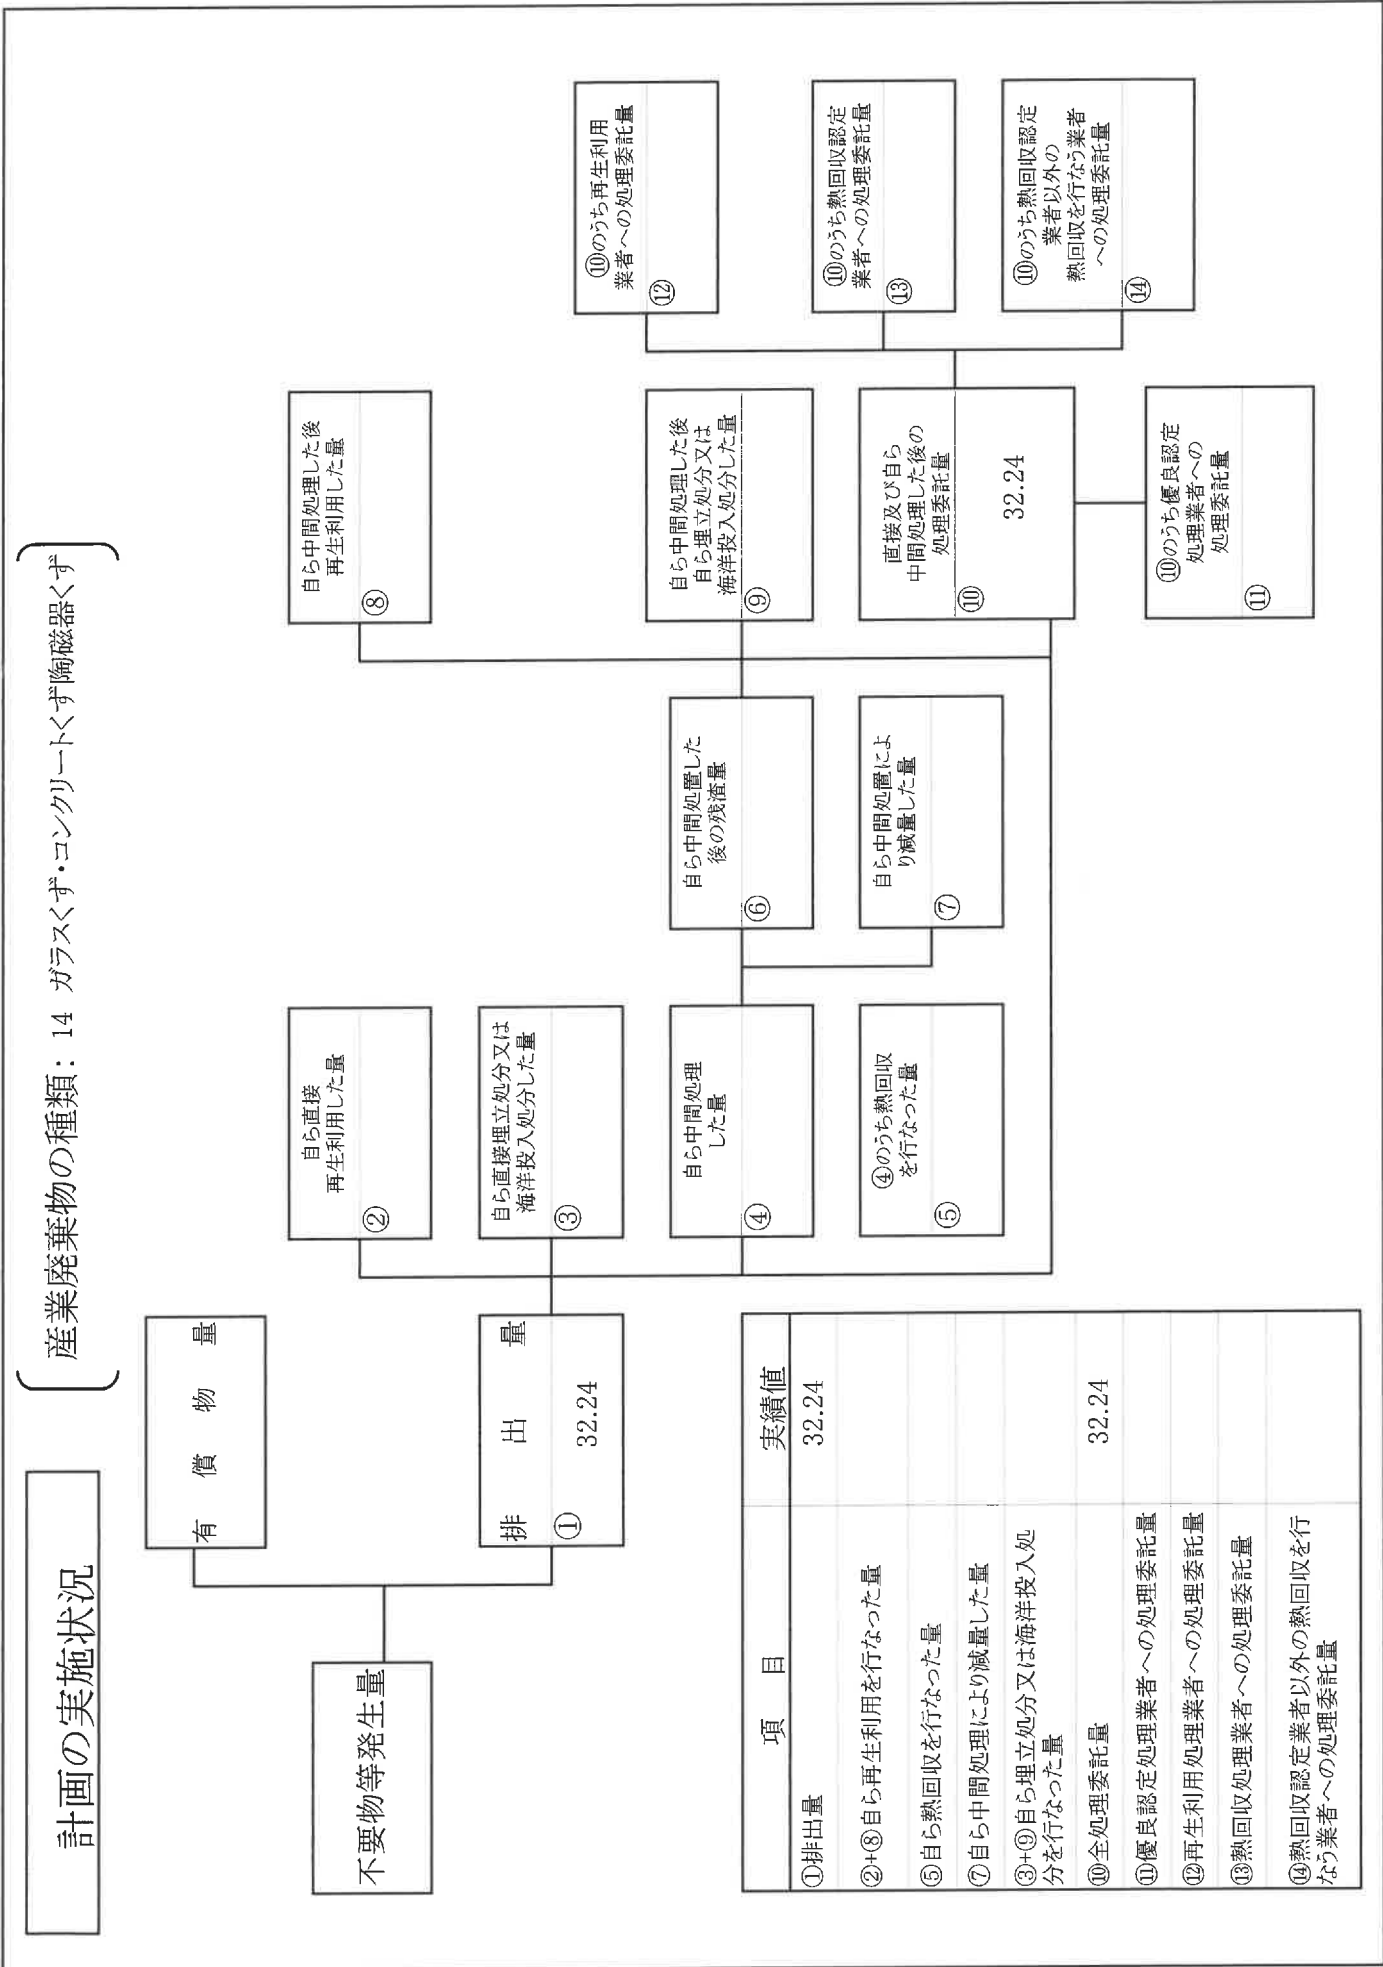 計画の実施状況
産業廃棄物の種類: 14 ガラスくず・コンクリートくず陶磁器くず
不要物等発生量
有 償 物 量
排 出 量
①
32.24
自ら直接
再生利用した量
②
自ら直接埋立処分又は
海洋投入処分した量
③
自ら中間処理
した量
④
④のうち熱回収
を行なった量
⑤
自ら中間処置した
後の残渣量
⑥
自ら中間処置によ
り減量した量
⑦
自ら中間処理した後
再生利用した量
⑧
自ら中間処理した後
自ら埋立処分又は
海洋投入処分した量
⑨
直接及び自ら
中間処理した後の
処理委託量
⑩
32.24
⑩のうち優良認定
処理業者への
処理委託量
⑪
⑩のうち再生利用
業者への処理委託量
⑫
⑩のうち熱回収認定
業者への処理委託量
⑬
⑩のうち熱回収認定
業者以外の
熱回収を行なう業者
への処理委託量
⑭
項 目 実績値
①排出量 32.24
②+⑧自ら再生利用を行なった量
⑤自ら熱回収を行なった量
⑦自ら中間処理により減量した量
③+⑨自ら埋立処分又は海洋投入処
分を行なった量
⑩全処理委託量 32.24
⑪優良認定処理業者への処理委託量
⑫再生利用処理業者への処理委託量
⑬熱回収処理業者への処理委託量
⑭熱回収認定業者以外の熱回収を行
なう業者への処理委託量